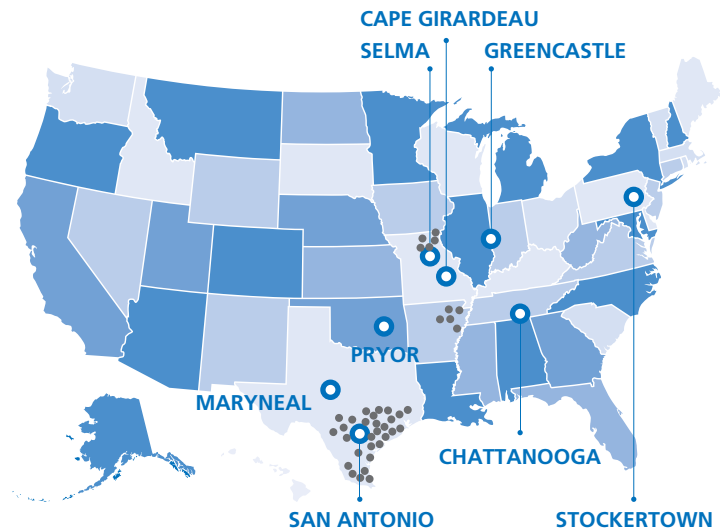 CAPE GIRARDEAU
SELMA
GREENCASTLE
PRYOR
MARYNEAL
CHATTANOOGA
SAN ANTONIO
STOCKERTOWN